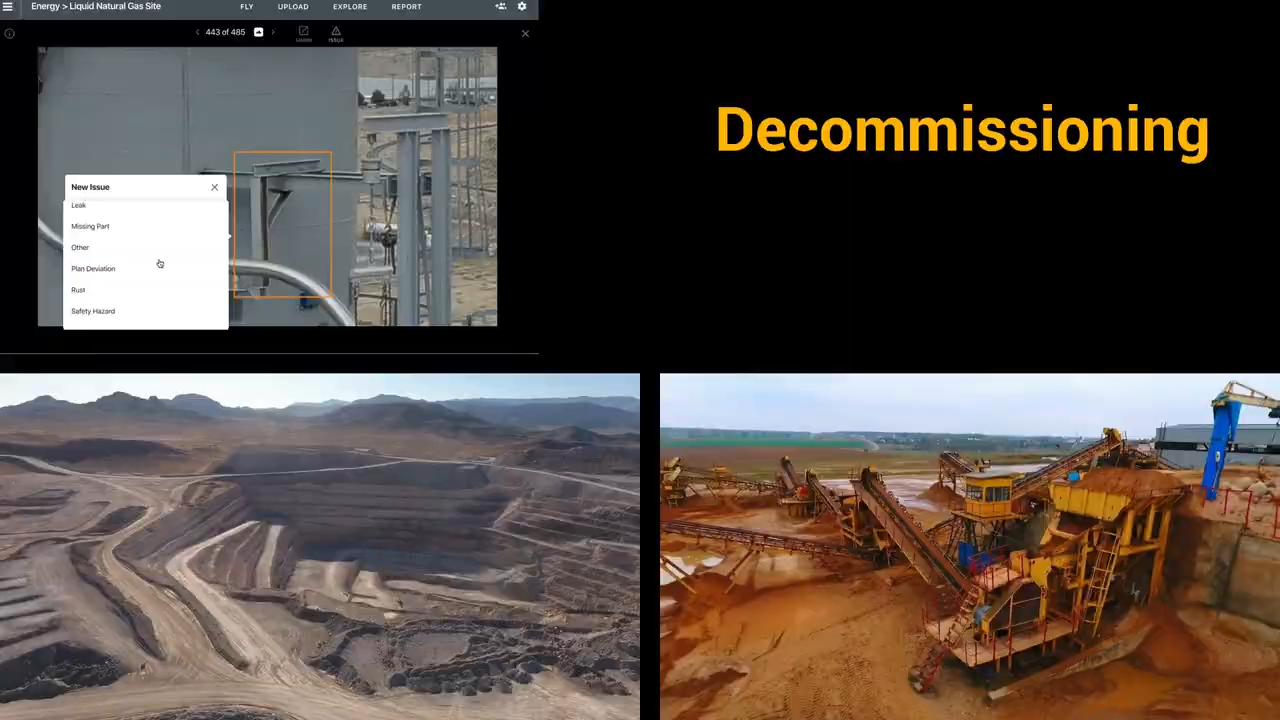 Energy > Liquid Natural Gas Site
FLY UPLOAD EXPLORE REPORT
443 of 485
ISSUE
New Issue
Leak
Missing Part
Other
Plan Deviation
Rust
Safety Hazard
Decommissioning